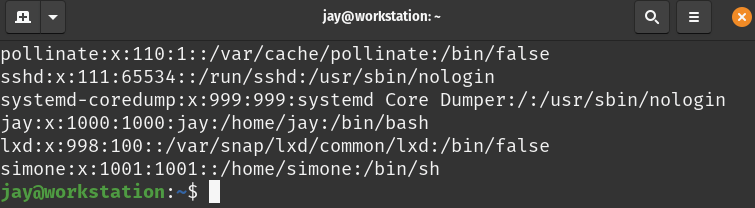 jay@workstation: ~
pollinate:x:110:1::/var/cache/pollinate:/bin/false
sshd:x:111:65534::/run/sshd:/usr/sbin/nologin
systemd-coredump:x:999:999:systemd Core Dumper:/:/usr/sbin/nologin
jay:x:1000:1000:jay:/home/jay:/bin/bash
lxd:x:998:100::/var/snap/lxd/common/lxd:/bin/false
simone:x:1001:1001::/home/simone:/bin/sh
jay@workstation:~$